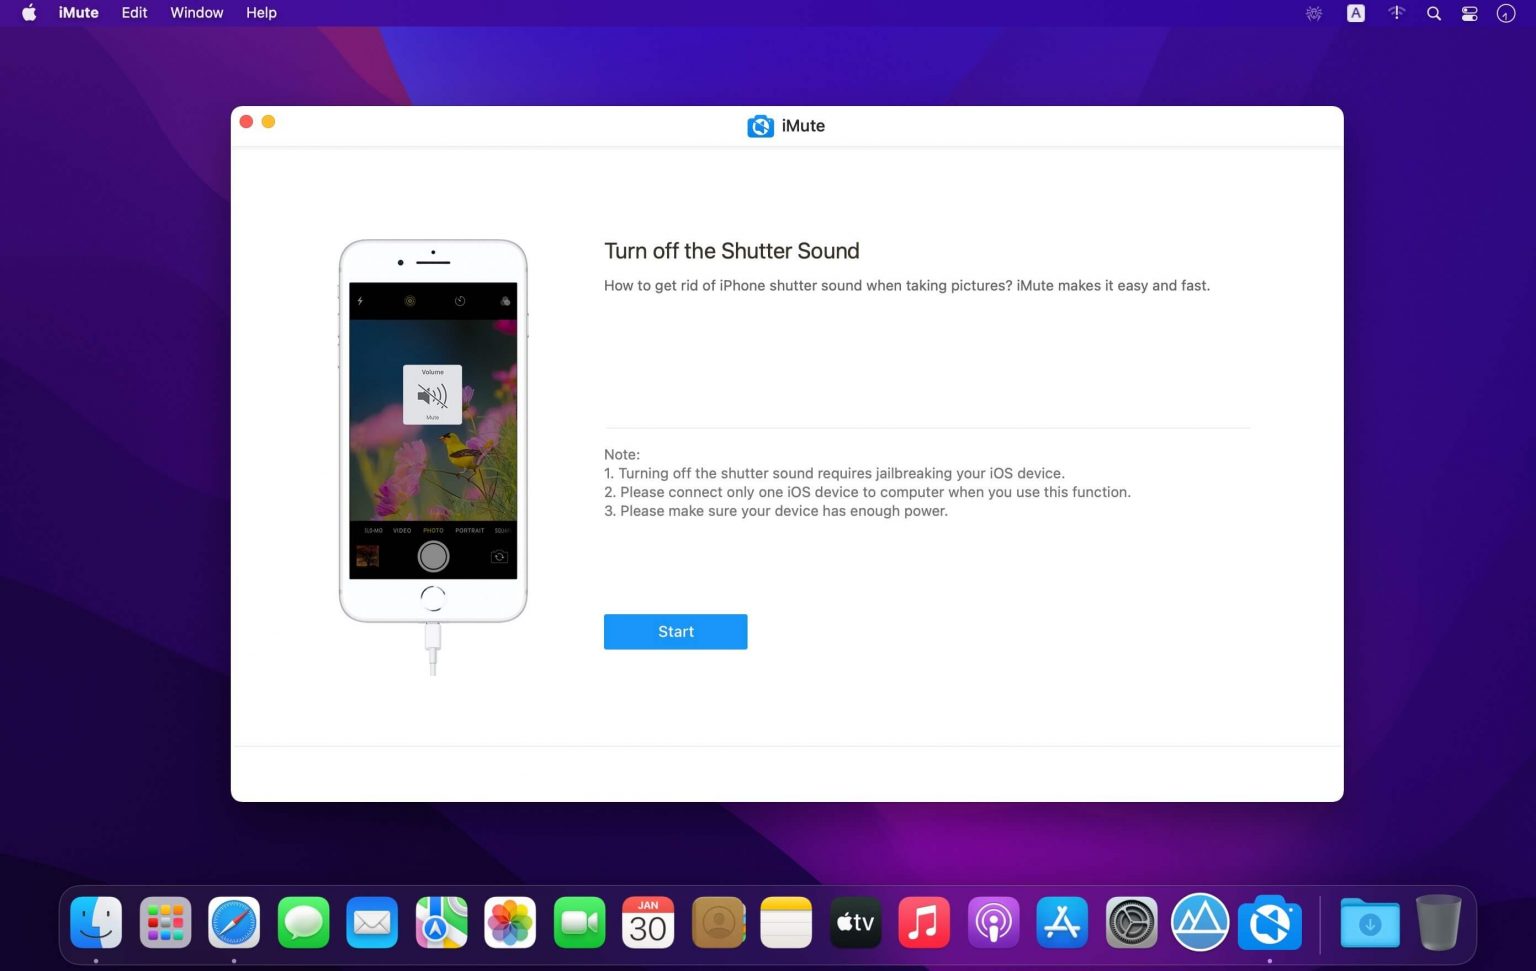 iMute Edit Window Help
A
iMute
Turn off the Shutter Sound
How to get rid of iPhone shutter sound when taking pictures? iMute makes it easy and fast.
Volume
Mute
SLO-MO VIDEO PHOTO PORTRAIT SQUA
Note:
1. Turning off the shutter sound requires jailbreaking your iOS device.
2. Please connect only one iOS device to computer when you use this function.
3. Please make sure your device has enough power.
Start
JAN
30
tv